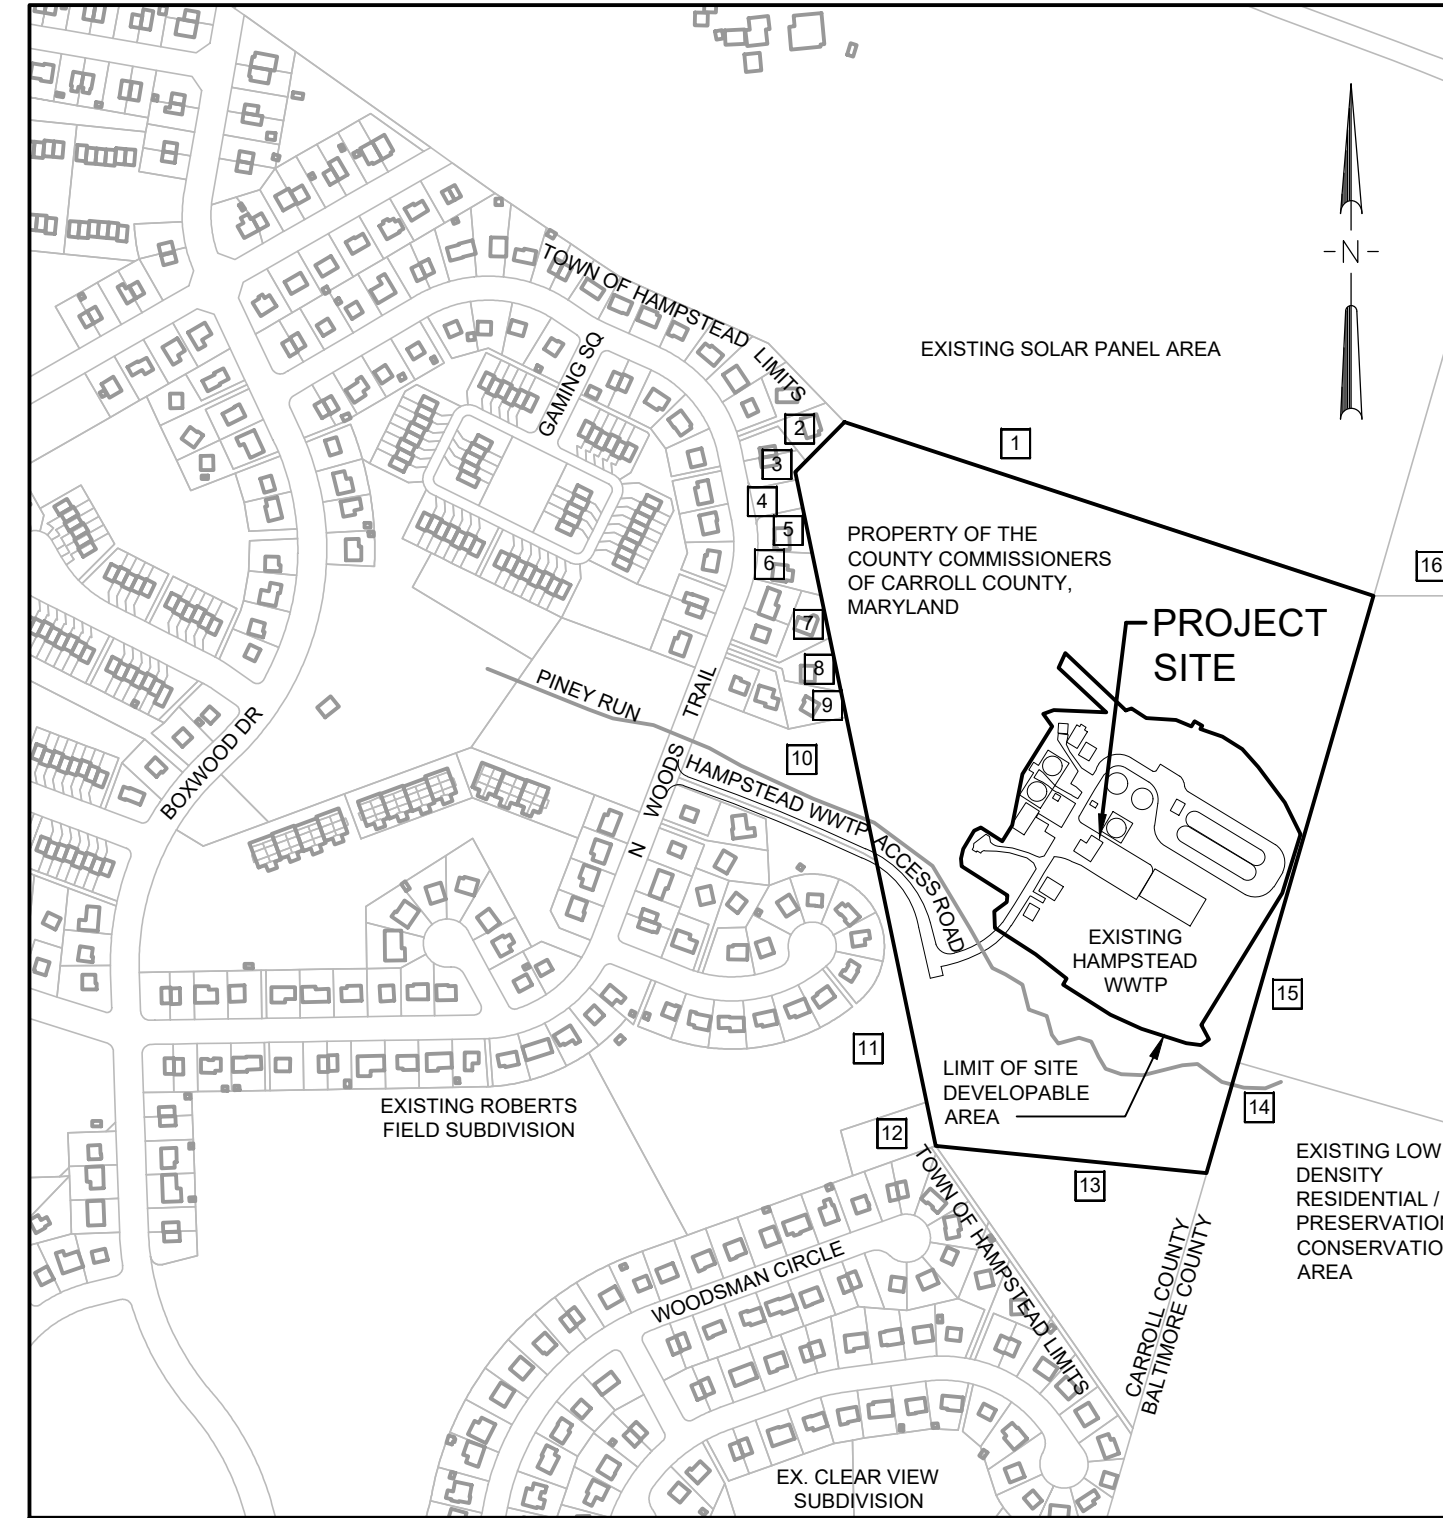 TOWN OF HAMPSTEAD LIMITS
GAMING SQ
EXISTING SOLAR PANEL AREA
-N-
1
2
3
4
5
6
7
8
9
10
11
12
13
14
15
16
PROPERTY OF THE
COUNTY COMMISSIONERS
OF CARROLL COUNTY,
MARYLAND
PROJECT
SITE
PINEY RUN
N WOODS TRAIL
BOXWOOD DR
HAMPSTEAD WWTP ACCESS ROAD
EXISTING
HAMPSTEAD
WWTP
LIMIT OF SITE
DEVELOPABLE
AREA
EXISTING ROBERTS
FIELD SUBDIVISION
EXISTING LOW
DENSITY
RESIDENTIAL /
PRESERVATION
CONSERVATIO
AREA
TOWN OF HAMPSTEAD LIMITS
WOODSMAN CIRCLE
CARROLL COUNTY
BALTIMORE COUNTY
EX. CLEAR VIEW
SUBDIVISION